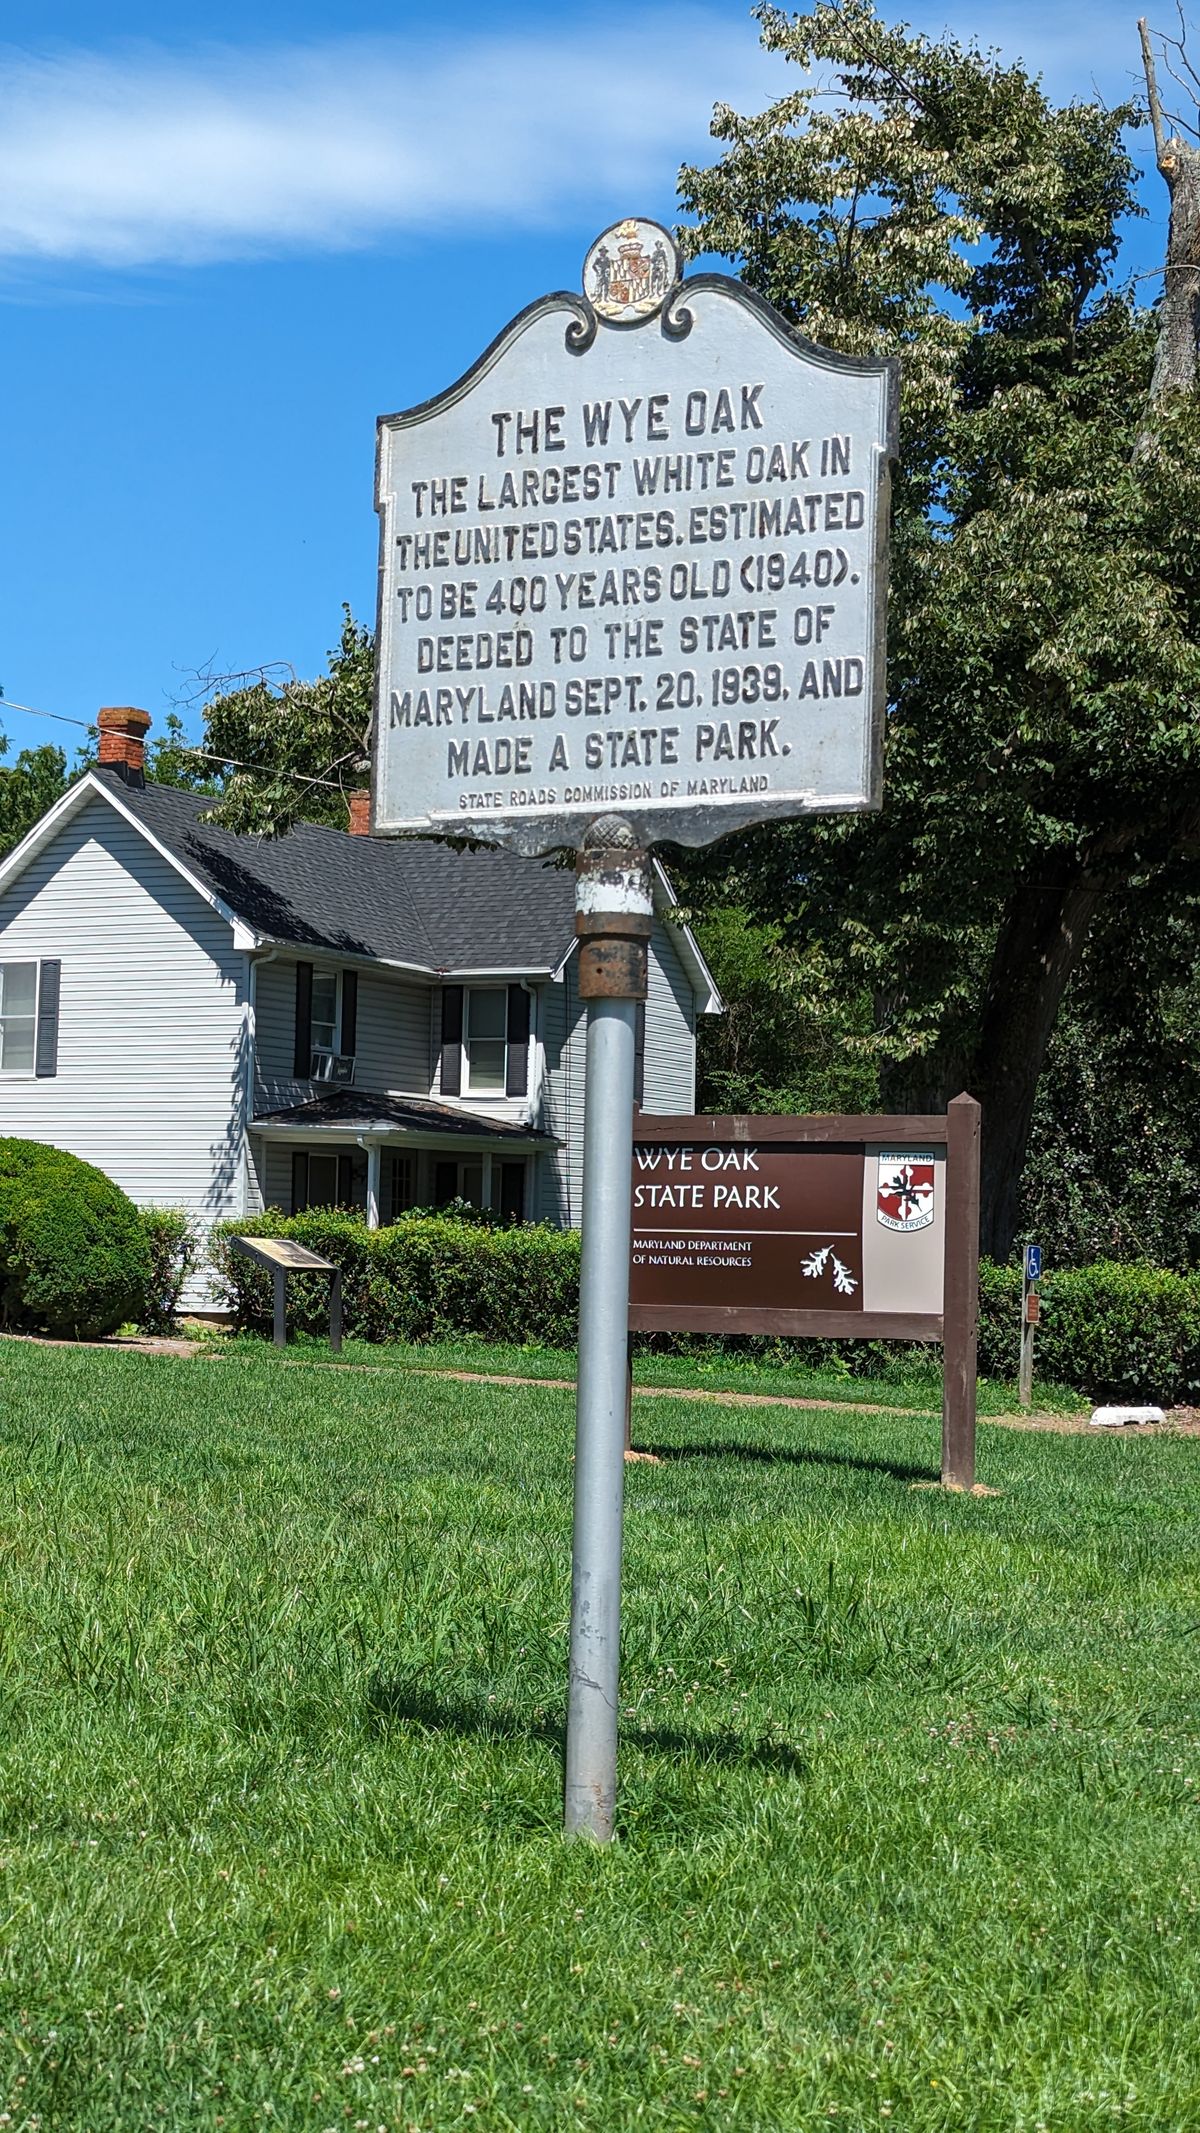 THE WYE OAK
THE LARGEST WHITE OAK IN
THE UNITED STATES. ESTIMATED
TO BE 400 YEARS OLD (1940).
DEEDED TO THE STATE OF
MARYLAND SEPT. 20, 1939, AND
MADE A STATE PARK.
STATE ROADS COMMISSION OF MARYLAND
WYE OAK
STATE PARK
MARYLAND DEPARTMENT
OF NATURAL RESOURCES
MARYLAND
PARK SERVICE